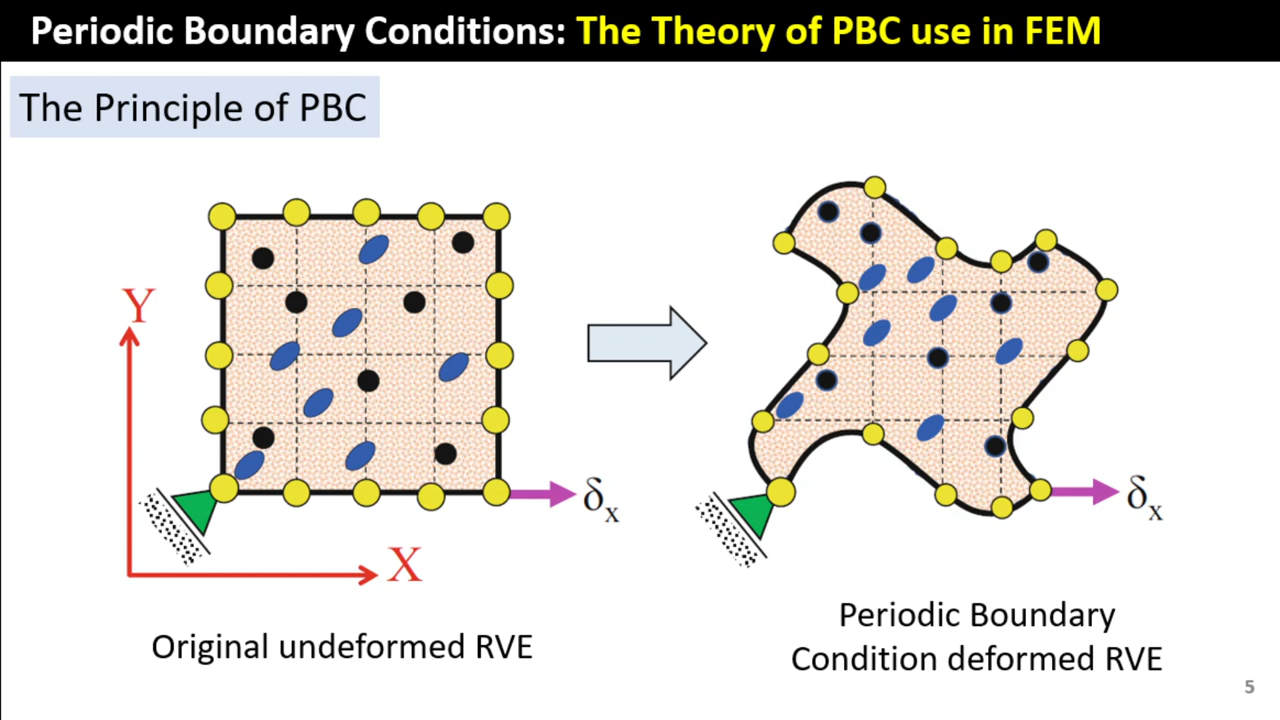 Periodic Boundary Conditions: The Theory of PBC use in FEM
The Principle of PBC
Y
X
δx
δx
Original undeformed RVE
Periodic Boundary
Condition deformed RVE
5